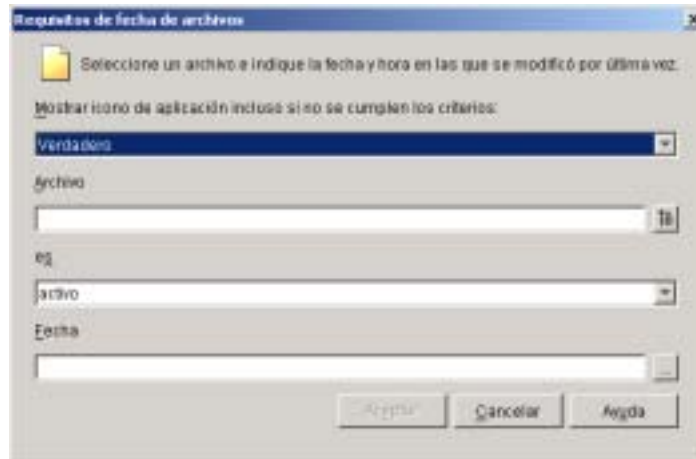 Requisitos de fecha de archivos
Seleccione un archivo e indique la fecha y hora en las que se modificó por última vez.
Mostrar icono de aplicación incluso si no se cumplen los criterios:
Verdadero
Archivo
es
activo
Fecha
...
Aceptar
Cancelar
Ayuda